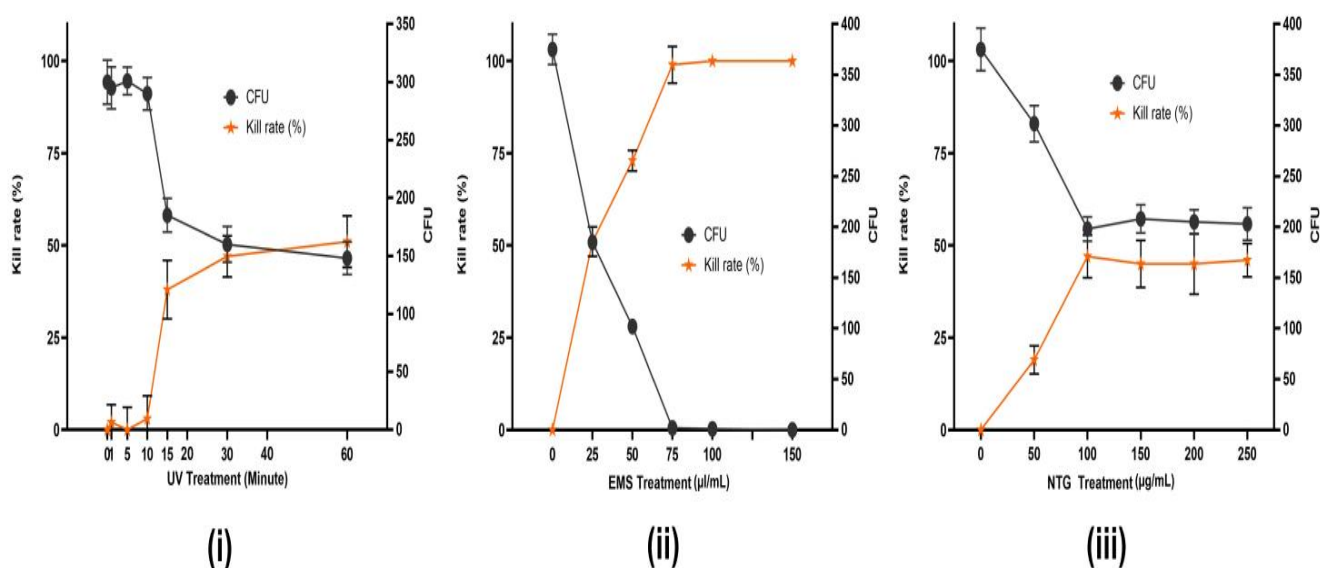 350
400
400
100
300
350
350
100
100
CFU
Kill rate (%)
250
300
300
CFU
Kill rate (%)
75
75
250
75
250
Kill rate (%)
200
CFU
Kill rate (%)
200
CFU
Kill rate (%)
200
CFU
50
50
50
150
CFU
Kill rate (%)
150
150
100
25
25
100
25
100
50
50
50
0
0
0
0
0
0
0 1 5 10 15 20 30 40 60
0 25 50 75 100 150
0 50 100 150 200 250
UV Treatment (Minute)
EMS Treatment (µl/mL)
NTG Treatment (µg/mL)
(i)
(ii)
(iii)